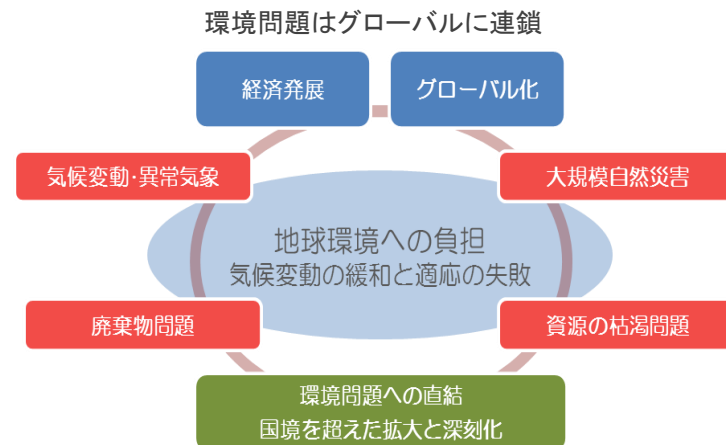 環境問題はグローバルに連鎖
経済発展
グローバル化
気候変動・異常気象
大規模自然災害
地球環境への負担
気候変動の緩和と適応の失敗
廃棄物問題
資源の枯渇問題
環境問題への直結
国境を超えた拡大と深刻化